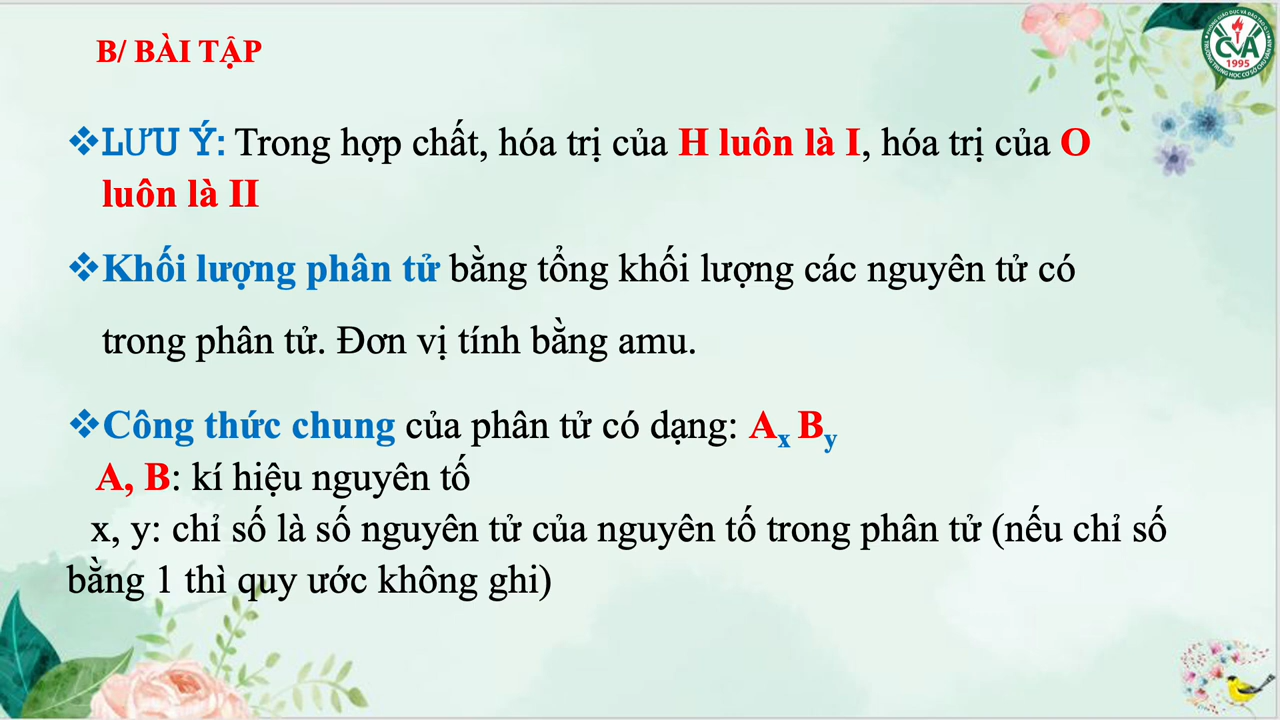 B/ BÀI TẬP
CVA
1995
❖LƯU Ý: Trong hợp chất, hóa trị của H luôn là I, hóa trị của O
luôn là II
❖Khối lượng phân tử bằng tổng khối lượng các nguyên tử có
trong phân tử. Đơn vị tính bằng amu.
❖Công thức chung của phân tử có dạng: Aₓ Bᵧ
A, B: kí hiệu nguyên tố
x, y: chỉ số là số nguyên tử của nguyên tố trong phân tử (nếu chỉ số
bằng 1 thì quy ước không ghi)